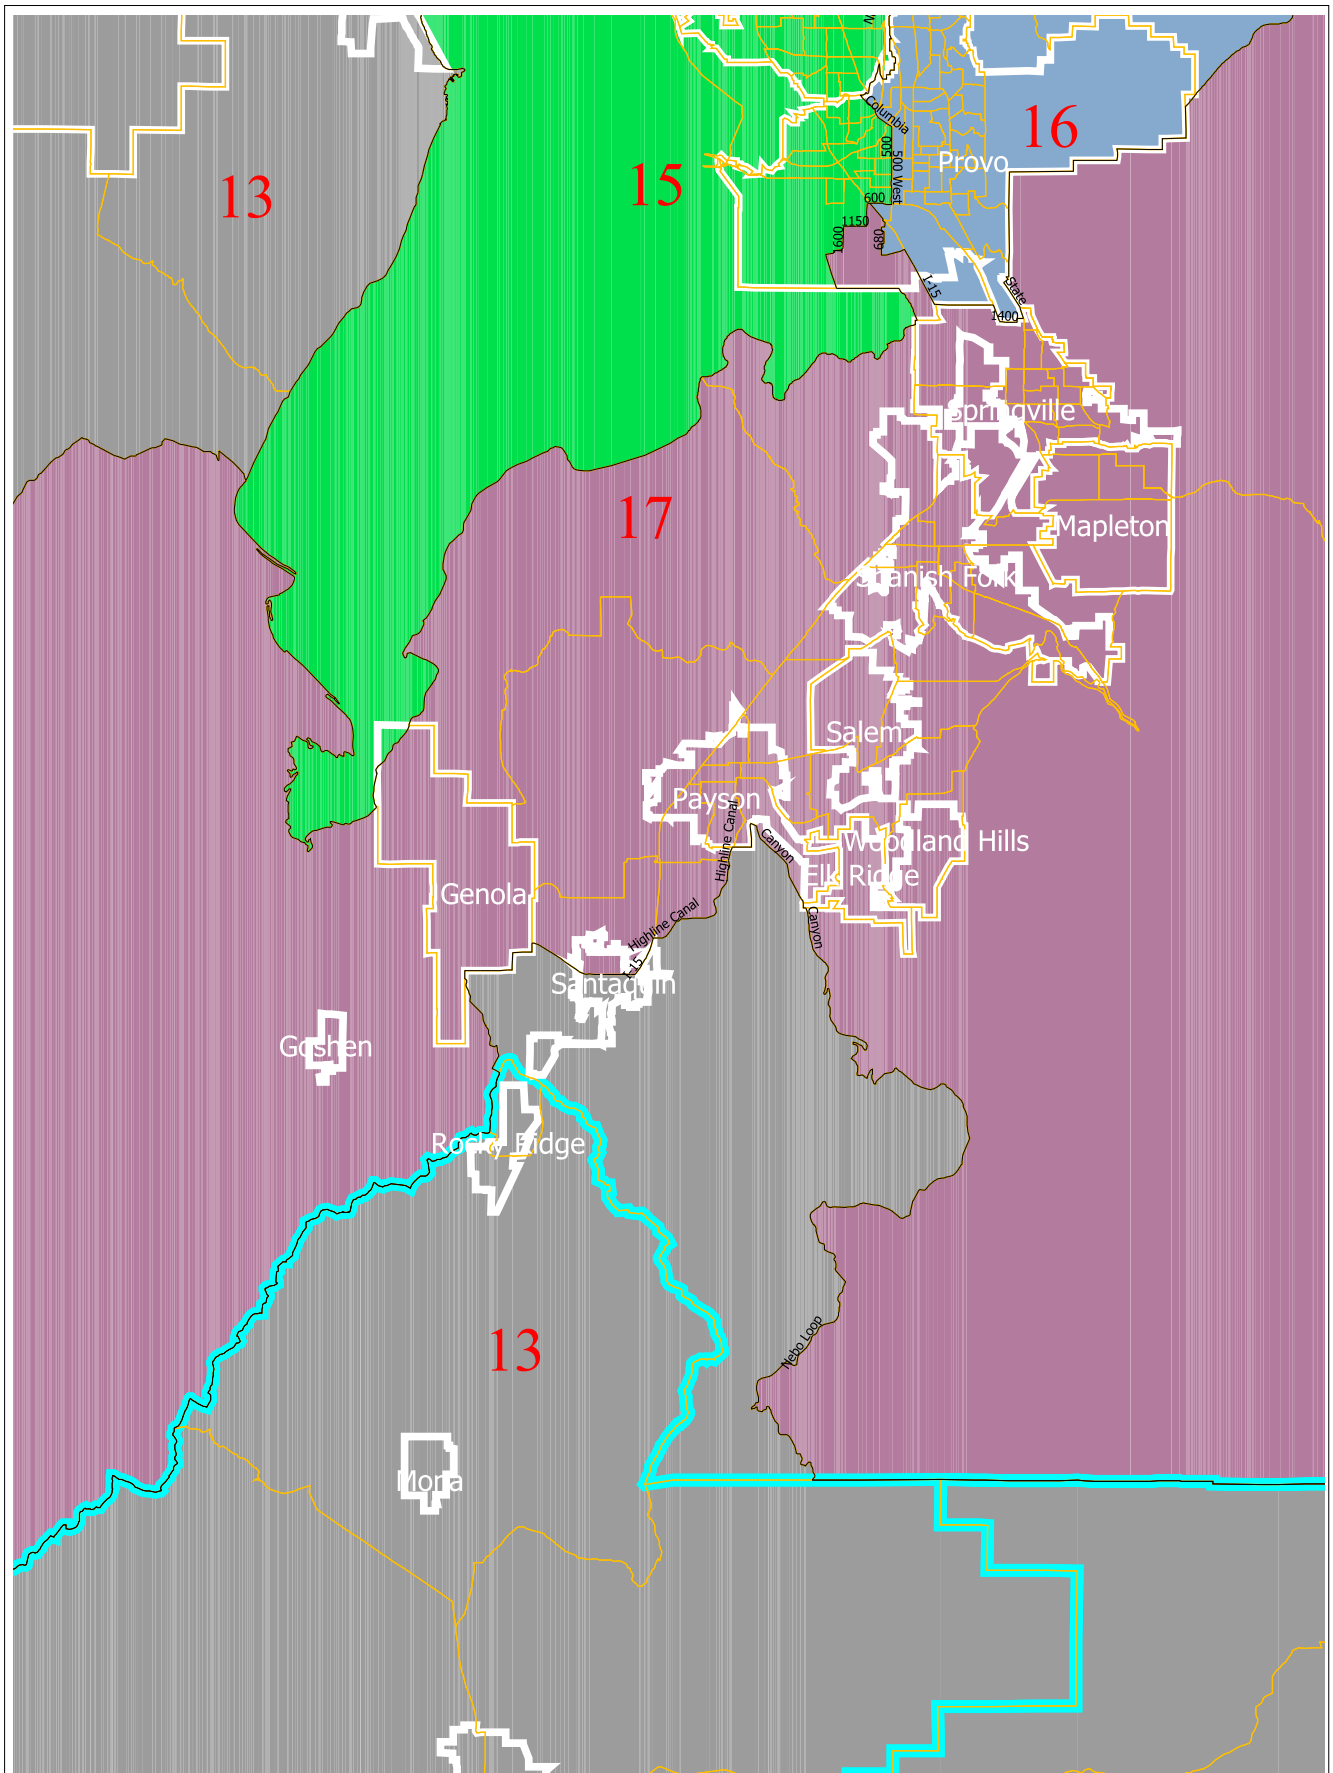 W
16
Columbia
500
500 West
Provo
13
15
600
1150
1600
680
I-15
State
1400
Springville
17
Mapleton
Spanish Fork
Salem
Payson
Highline Canal
Canyon
Woodland Hills
Elk Ridge
Genola
Highline Canal
Canyon
I-15
Santaquin
Goshen
Rocky Ridge
Nebo Loop
13
Mona